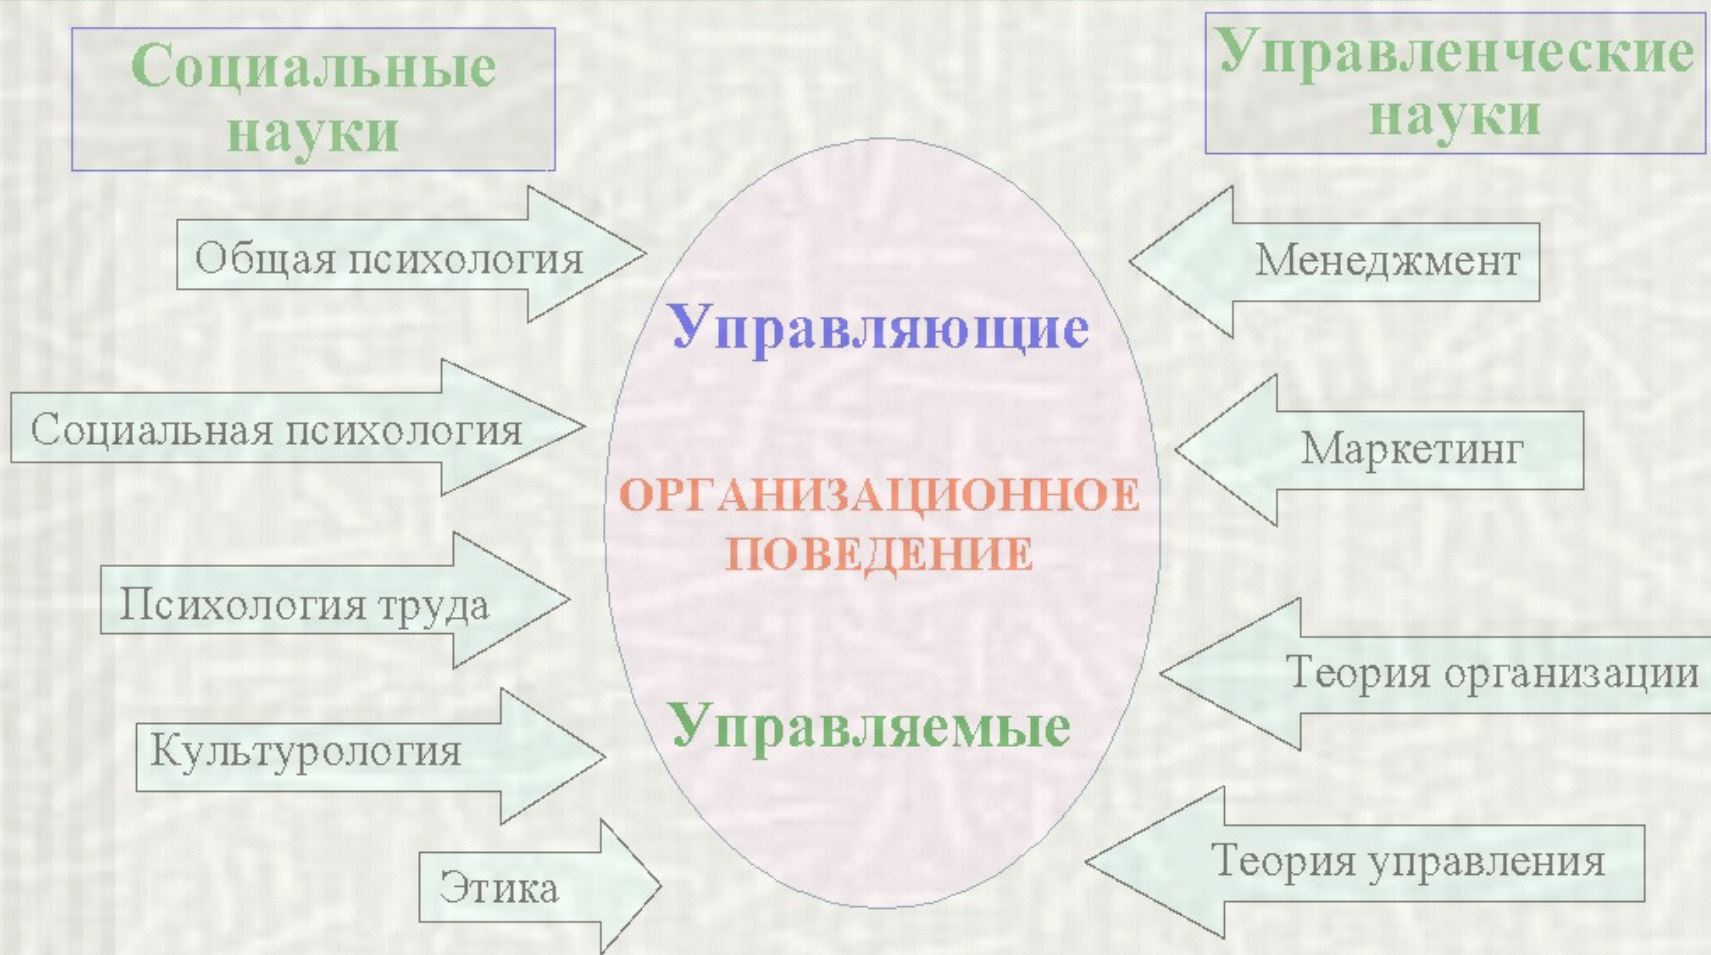 Социальные
науки
Общая психология
Социальная психология
Психология труда
Культурология
Этика
Управляющие
ОРГАНИЗАЦИОННОЕ
ПОВЕДЕНИЕ
Управляемые
Управленческие
науки
Менеджмент
Маркетинг
Теория организации
Теория управления